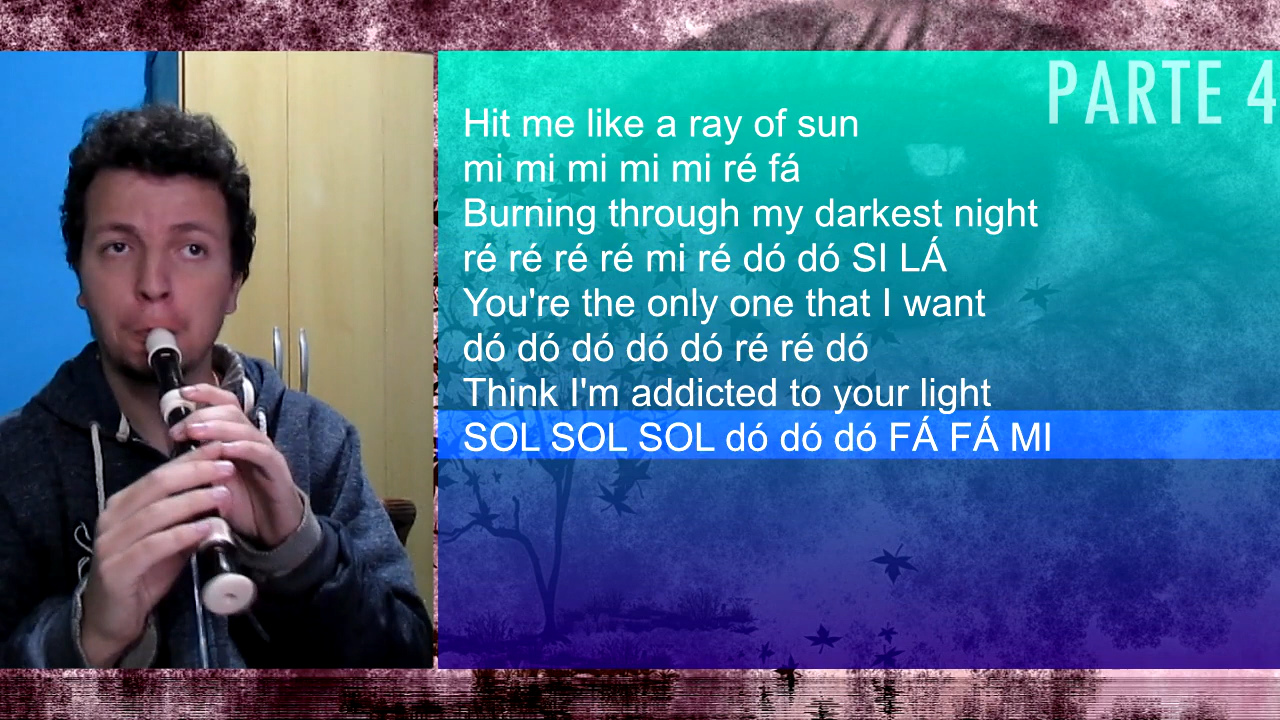 PARTE 4
Hit me like a ray of sun
mi mi mi mi mi ré fá
Burning through my darkest night
ré ré ré ré mi ré dó dó SI LÁ
You're the only one that I want
dó dó dó dó dó ré ré dó
Think I'm addicted to your light
SOL SOL SOL dó dó dó FÁ FÁ MI